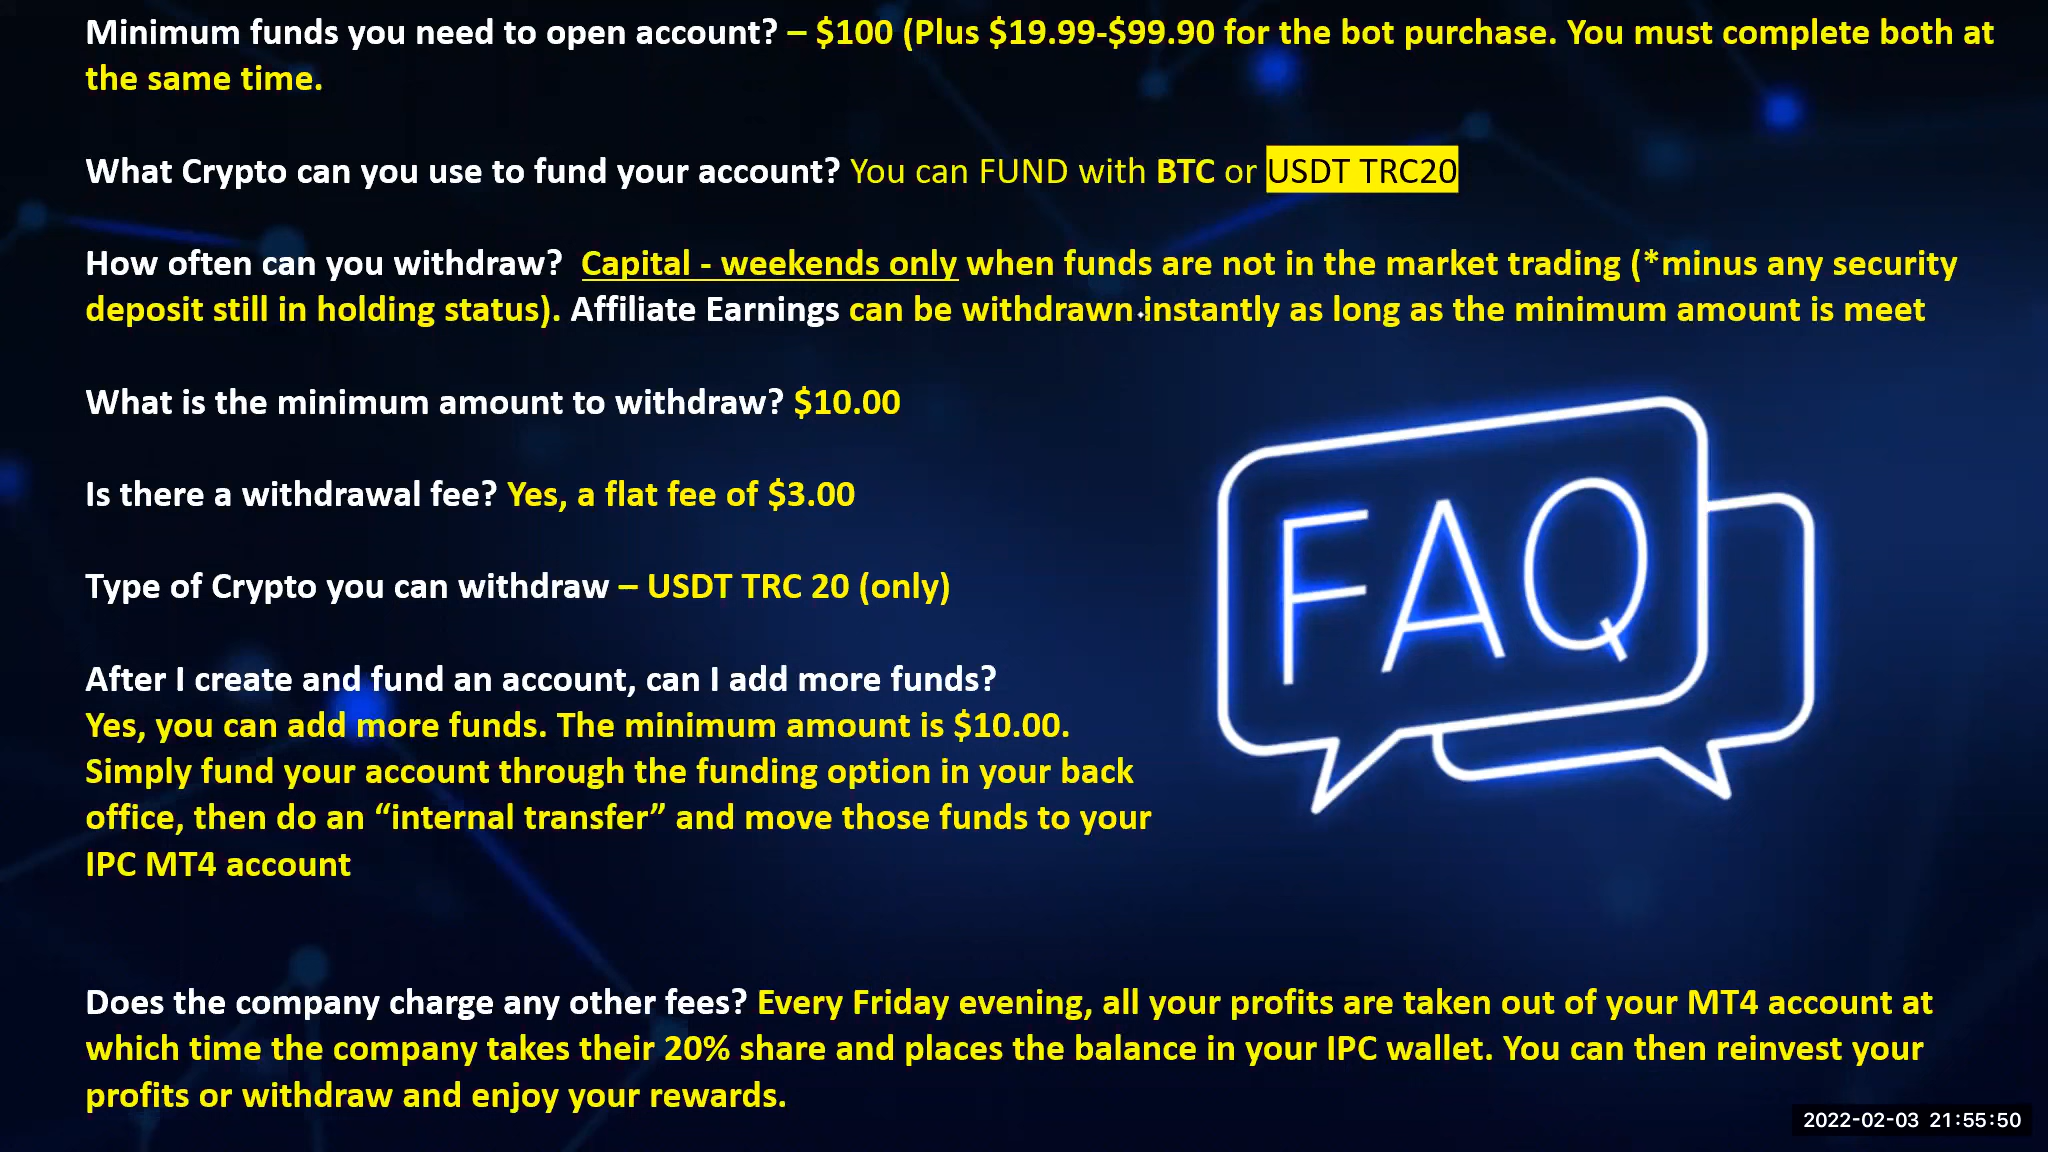 Minimum funds you need to open account? – $100 (Plus $19.99-$99.90 for the bot purchase. You must complete both at
the same time.
What Crypto can you use to fund your account? You can FUND with BTC or USDT TRC20
How often can you withdraw? Capital - weekends only when funds are not in the market trading (*minus any security
deposit still in holding status). Affiliate Earnings can be withdrawn instantly as long as the minimum amount is meet
What is the minimum amount to withdraw? $10.00
Is there a withdrawal fee? Yes, a flat fee of $3.00
Type of Crypto you can withdraw – USDT TRC 20 (only)
After I create and fund an account, can I add more funds?
Yes, you can add more funds. The minimum amount is $10.00.
Simply fund your account through the funding option in your back
office, then do an “internal transfer” and move those funds to your
IPC MT4 account
FAQ
Does the company charge any other fees? Every Friday evening, all your profits are taken out of your MT4 account at
which time the company takes their 20% share and places the balance in your IPC wallet. You can then reinvest your
profits or withdraw and enjoy your rewards.
2022-02-03 21:55:50